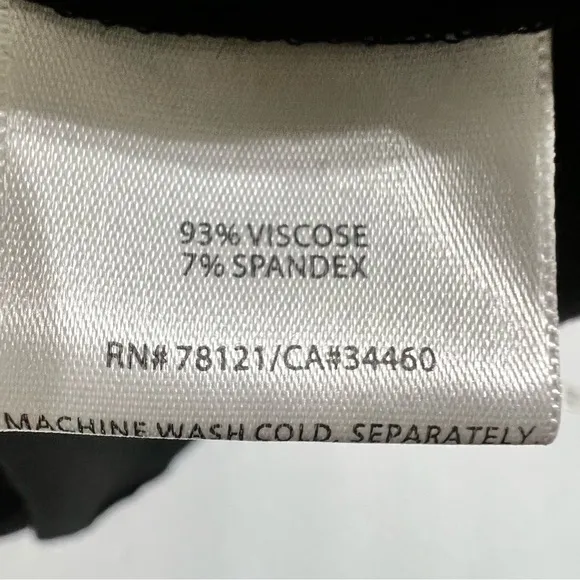 93% VISCOSE
7% SPANDEX
RN# 78121/CA#34460
MACHINE WASH COLD, SEPARATELY